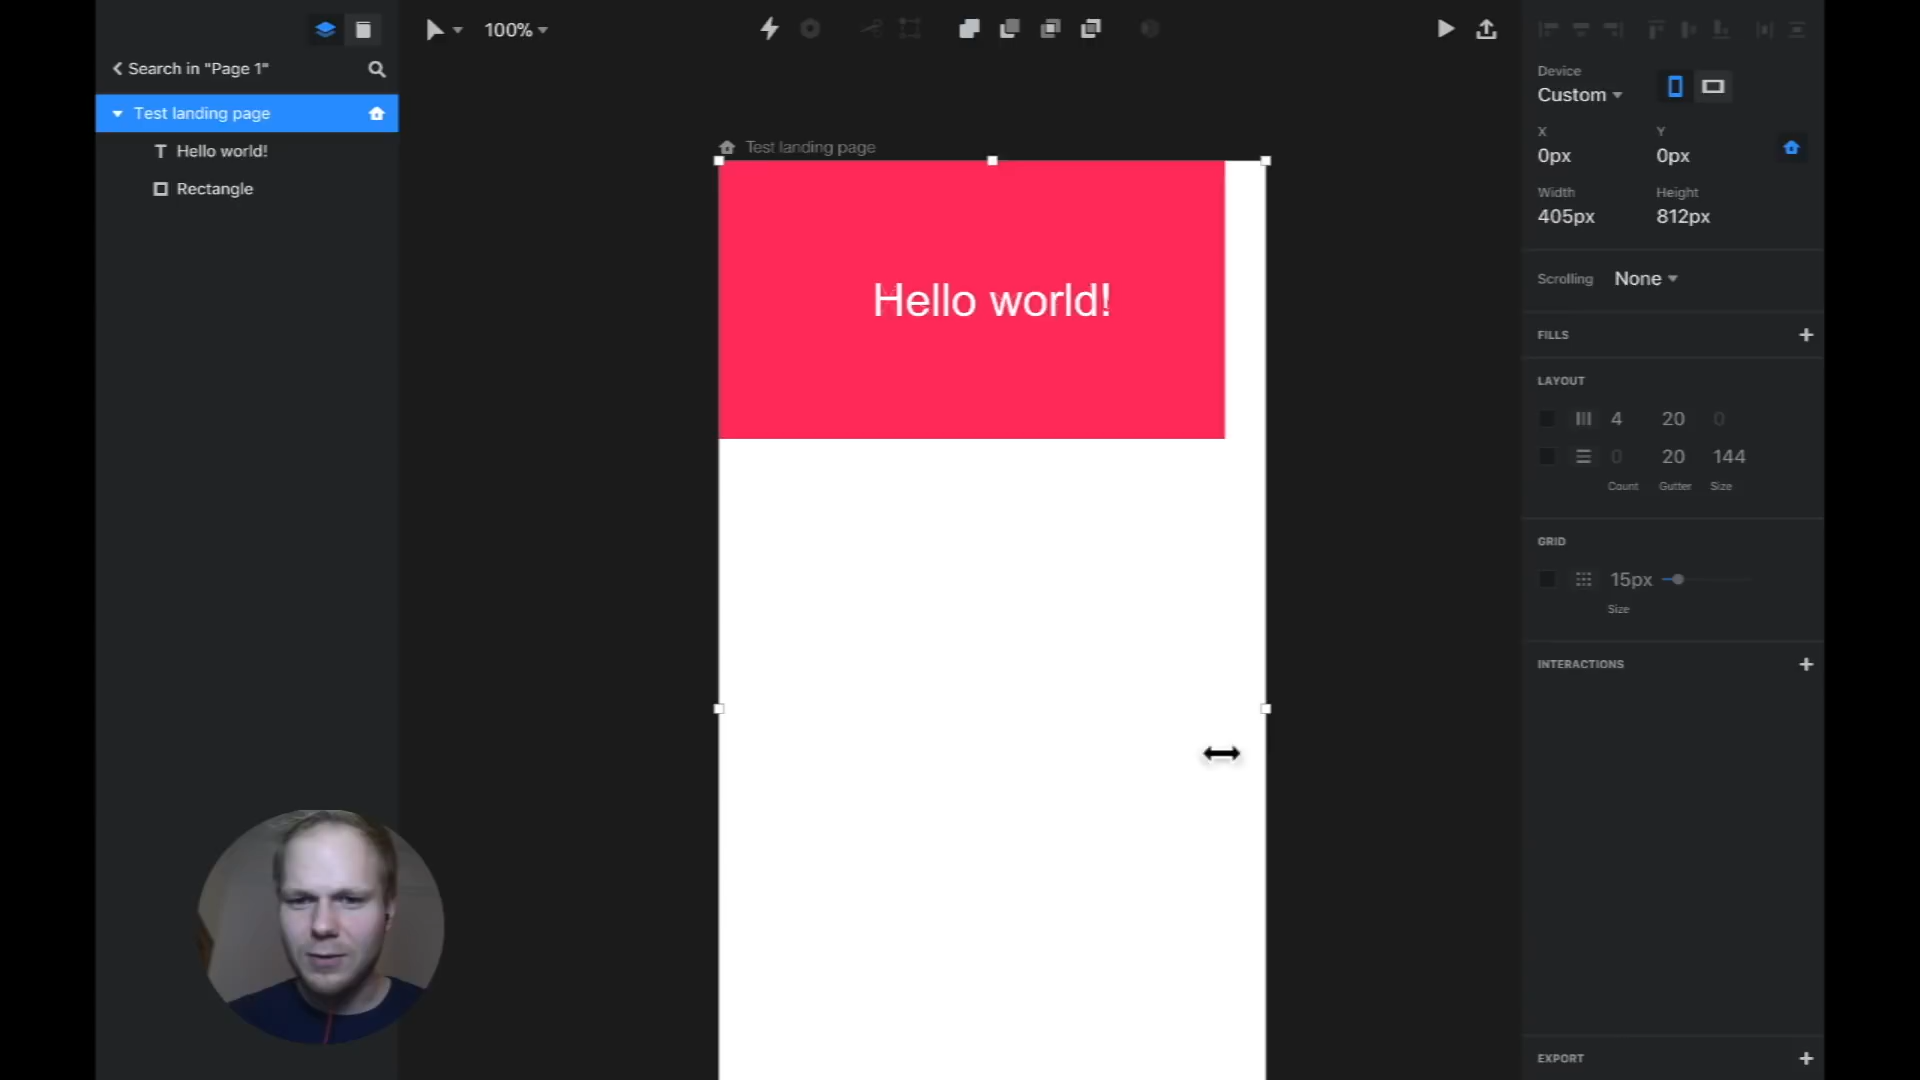 100%
Search in "Page 1"
Test landing page
Hello world!
Rectangle
Test landing page
Hello world!
Device
Custom
X
Y
0px
0px
Width
Height
405px
812px
Scrolling
None
FILLS
LAYOUT
4
20
0
0
20
144
Count
Gutter
Size
GRID
15px
Size
INTERACTIONS
EXPORT